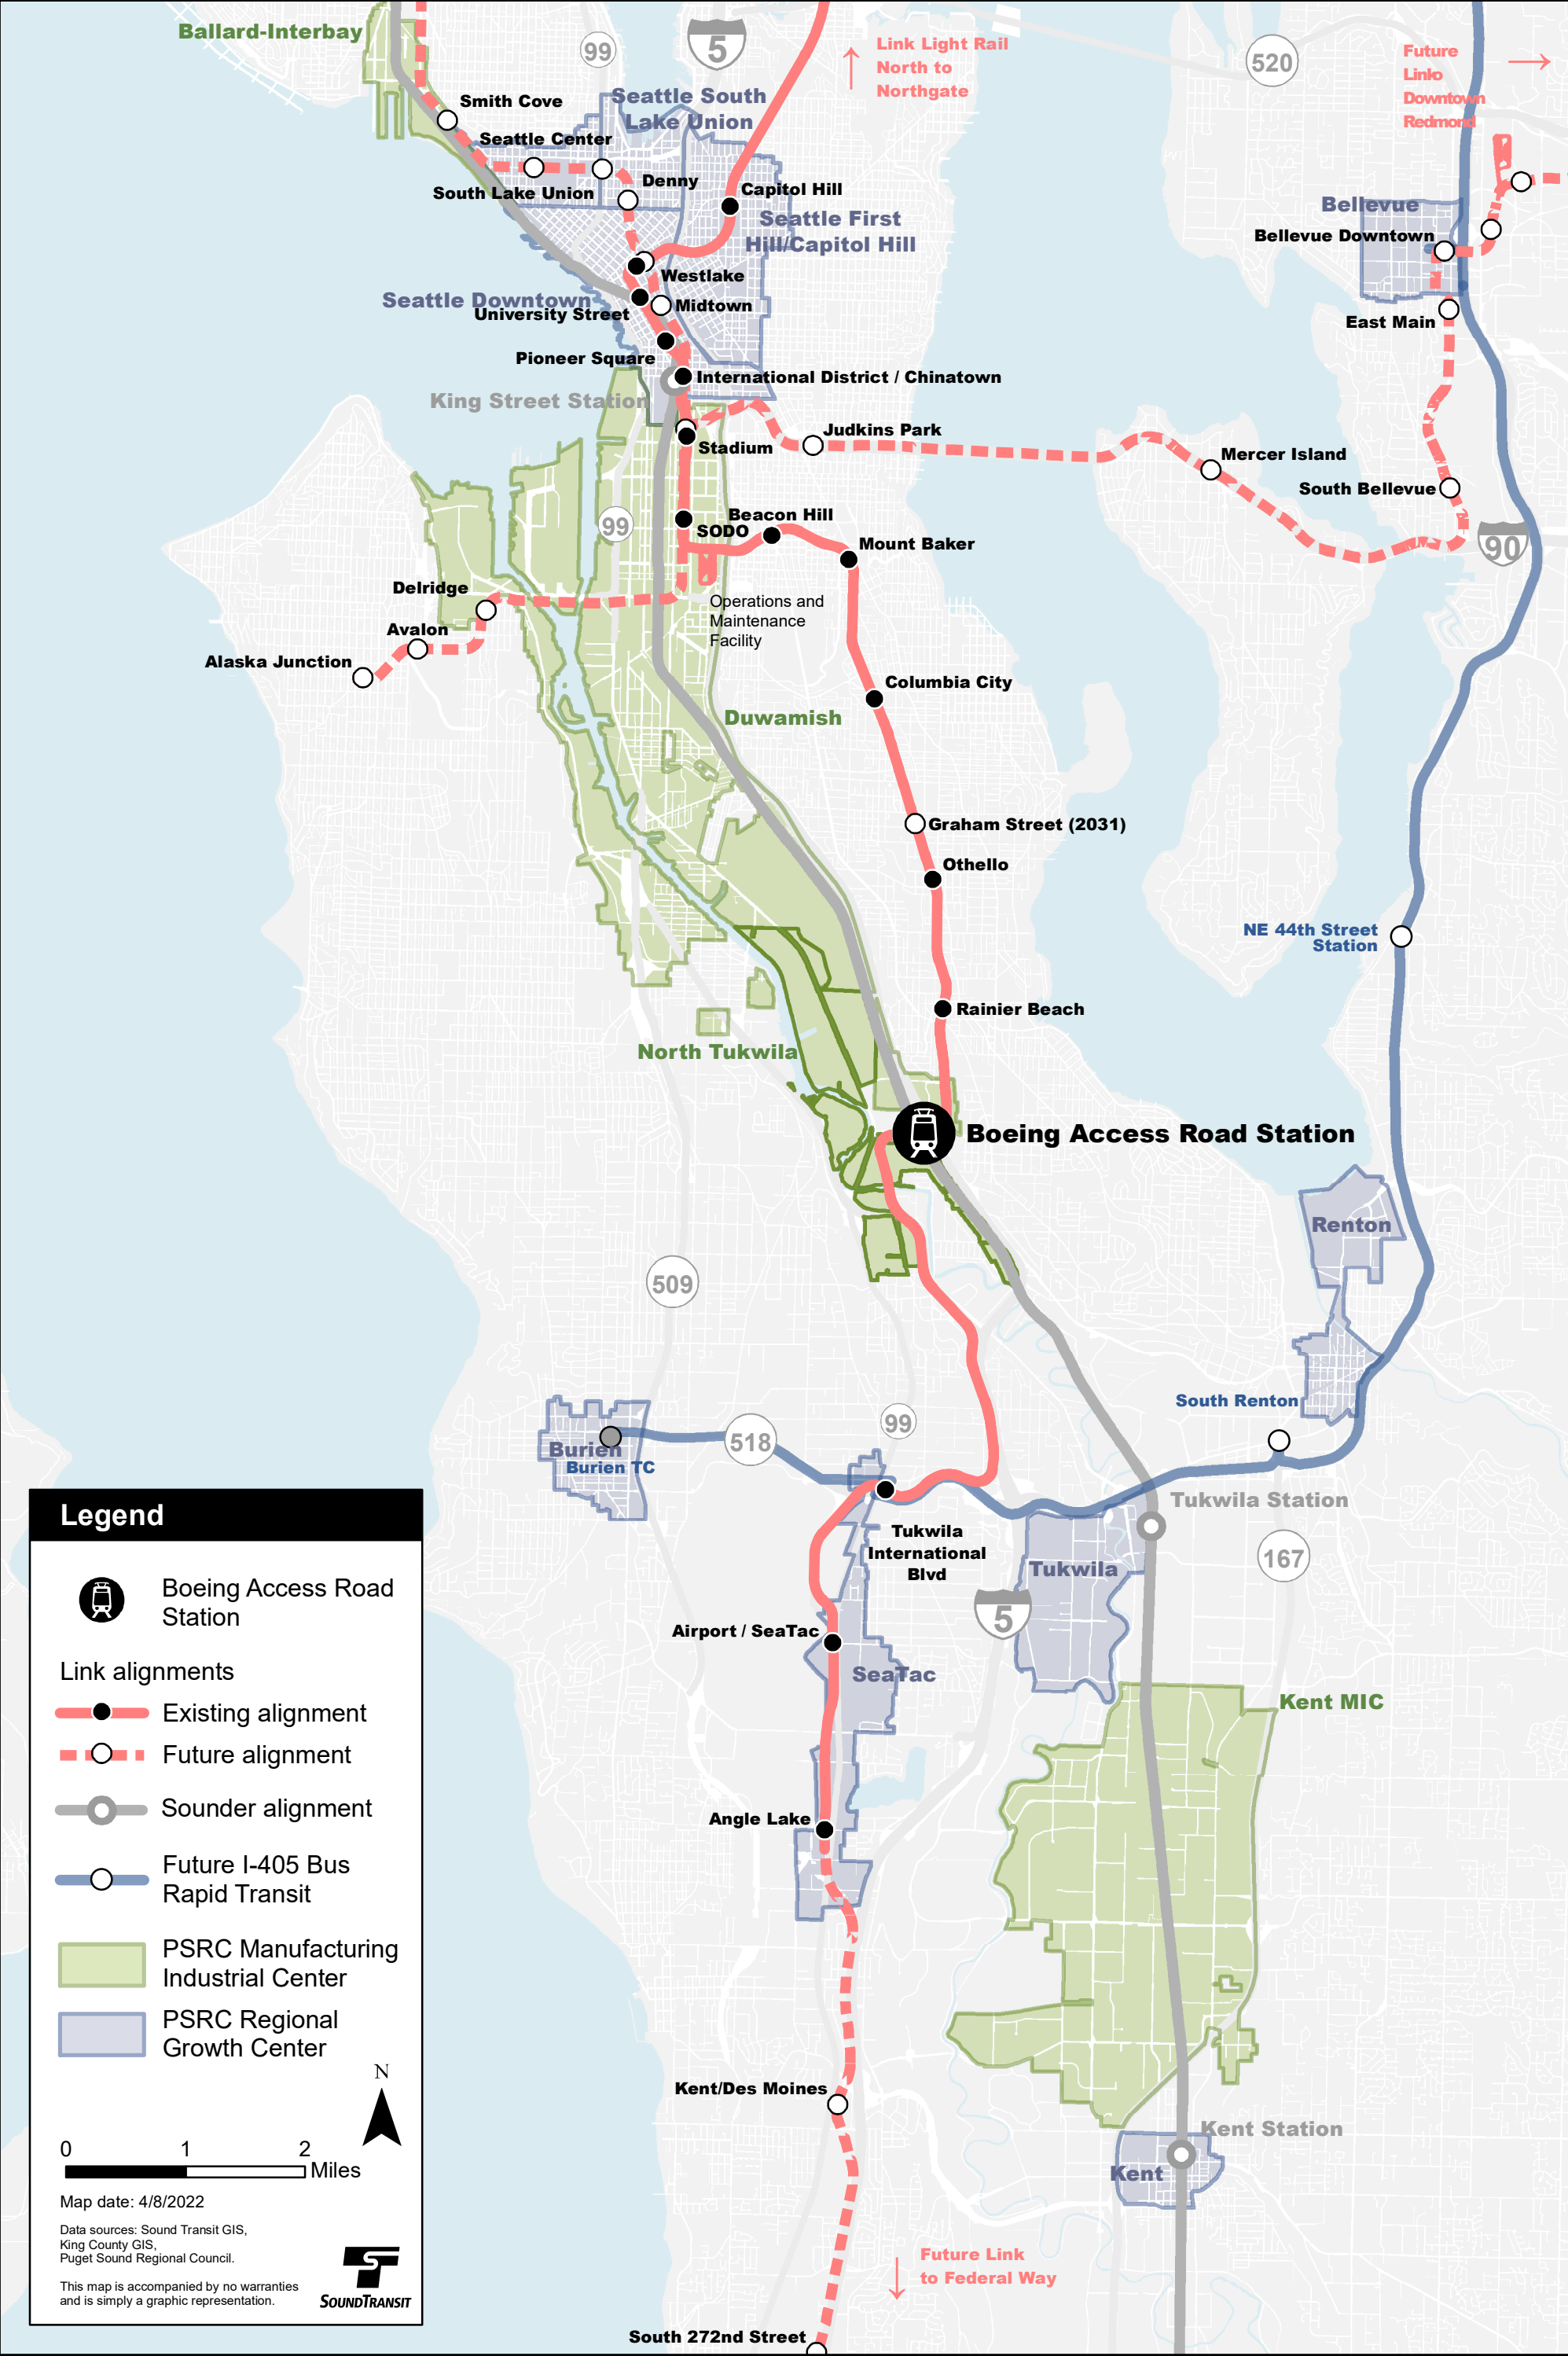 Ballard-Interbay
99
5
Link Light Rail
North to
Northgate
520
Future
Linko
Downtown
Redmond
Smith Cove
Seattle South
Lake Union
Seattle Center
South Lake Union
Denny
Capitol Hill
Seattle First
Hill/Capitol Hill
Bellevue
Bellevue Downtown
Westlake
Seattle Downtown
University Street
Midtown
East Main
Pioneer Square
International District / Chinatown
King Street Station
Judkins Park
Stadium
Mercer Island
South Bellevue
99
Beacon Hill
SODO
Mount Baker
90
Delridge
Operations and
Maintenance
Facility
Avalon
Alaska Junction
Columbia City
Duwamish
Graham Street (2031)
Othello
NE 44th Street
Station
Rainier Beach
North Tukwila
Boeing Access Road Station
Renton
509
South Renton
99
518
Burien
Burien TC
Tukwila Station
Tukwila
International
Blvd
167
Tukwila
5
Airport / SeaTac
SeaTac
Kent MIC
Angle Lake
Kent/Des Moines
Kent Station
Kent
Future Link
to Federal Way
South 272nd Street
Legend
Boeing Access Road
Station
Link alignments
Existing alignment
Future alignment
Sounder alignment
Future I-405 Bus
Rapid Transit
PSRC Manufacturing
Industrial Center
PSRC Regional
Growth Center
N
0 1 2
Miles
Map date: 4/8/2022
Data sources: Sound Transit GIS,
King County GIS,
Puget Sound Regional Council.
This map is accompanied by no warranties
and is simply a graphic representation.
SOUNDTRANSIT